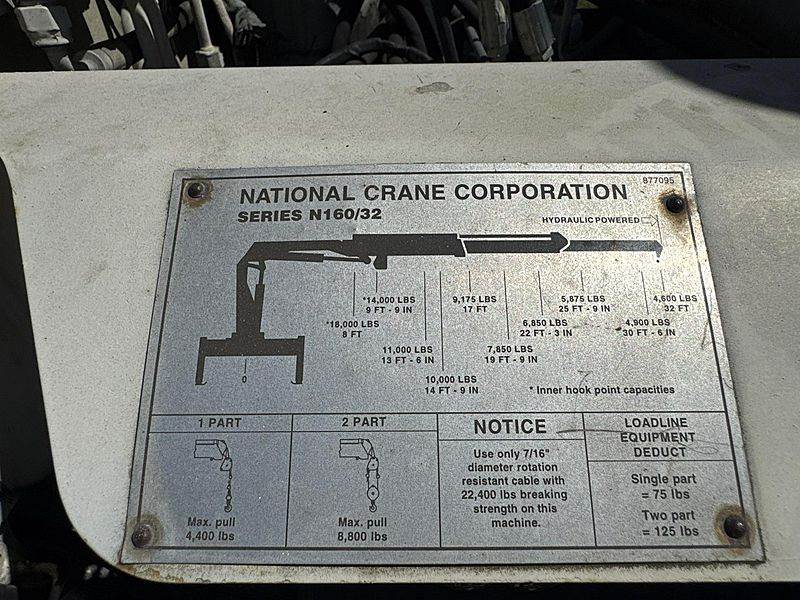 877095
NATIONAL CRANE CORPORATION
SERIES N160/32
HYDRAULIC POWERED
*14,000 LBS
9 FT - 9 IN
9,175 LBS
17 FT
5,875 LBS
25 FT - 9 IN
4,600 LBS
32 FT
*18,000 LBS
8 FT
6,850 LBS
22 FT - 3 IN
4,900 LBS
30 FT - 6 IN
11,000 LBS
13 FT - 6 IN
7,850 LBS
19 FT - 9 IN
0
10,000 LBS
14 FT - 9 IN
* Inner hook point capacities
1 PART
Max. pull
4,400 lbs
2 PART
Max. pull
8,800 lbs
NOTICE
Use only 7/16"
diameter rotation
resistant cable with
22,400 lbs breaking
strength on this
machine.
LOADLINE
EQUIPMENT
DEDUCT
Single part
= 75 lbs
Two part
= 125 lbs